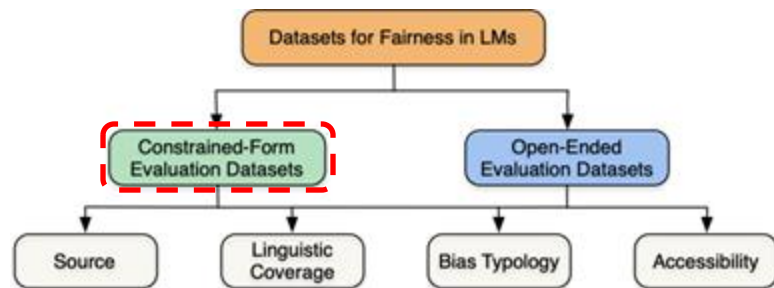 Datasets for Fairness in LMs
Constrained-Form
Evaluation Datasets
Open-Ended
Evaluation Datasets
Source
Linguistic
Coverage
Bias Typology
Accessibility